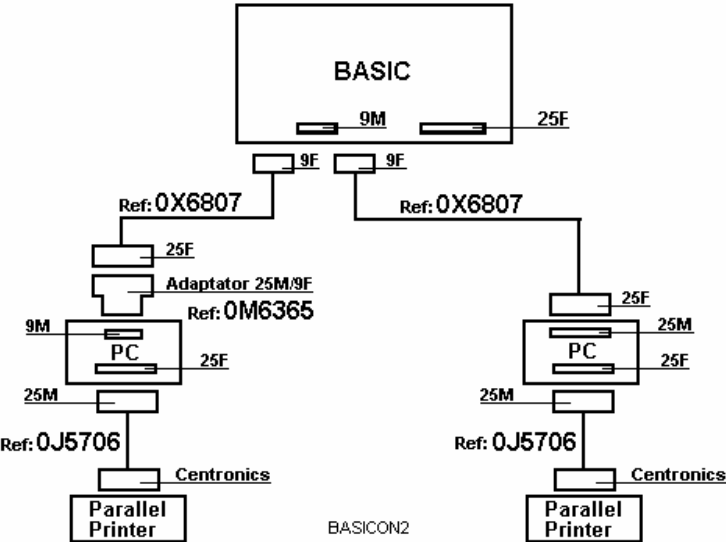 BASIC
9M
25F
9F
9F
Ref: 0X6807
Ref: 0X6807
25F
Adaptator 25M/9F
Ref: 0M6365
25F
9M
25M
PC
PC
25F
25F
25M
25M
Ref: 0J5706
Ref: 0J5706
Centronics
Centronics
Parallel
Printer
Parallel
Printer
BASICON2